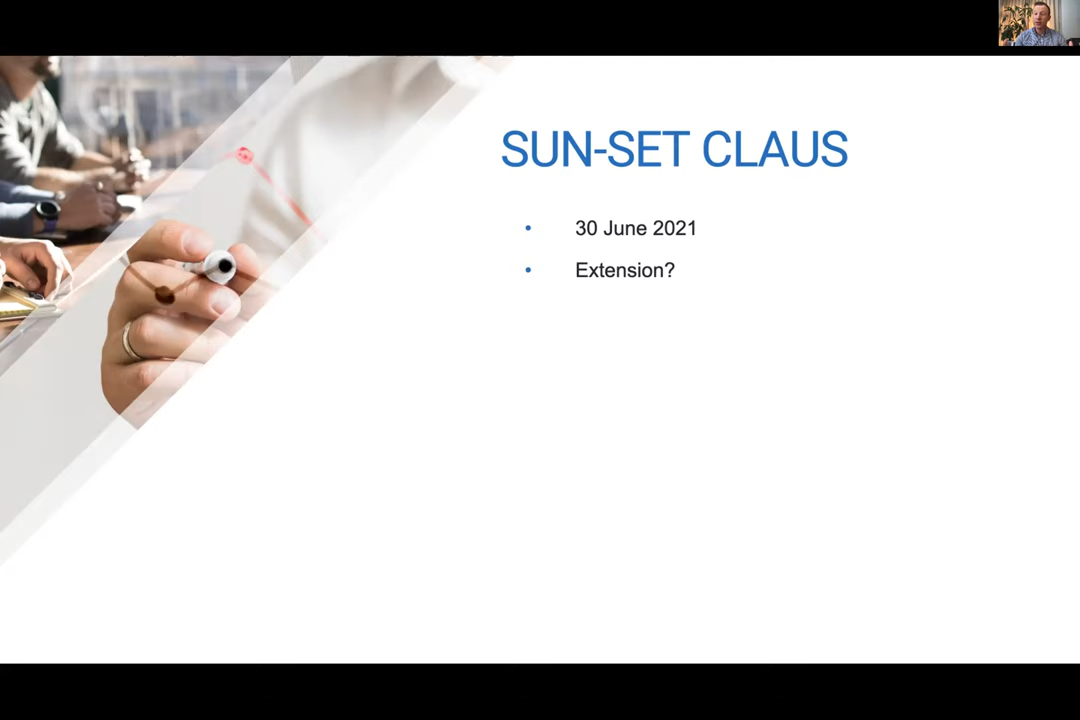 SUN-SET CLAUS
• 30 June 2021
• Extension?